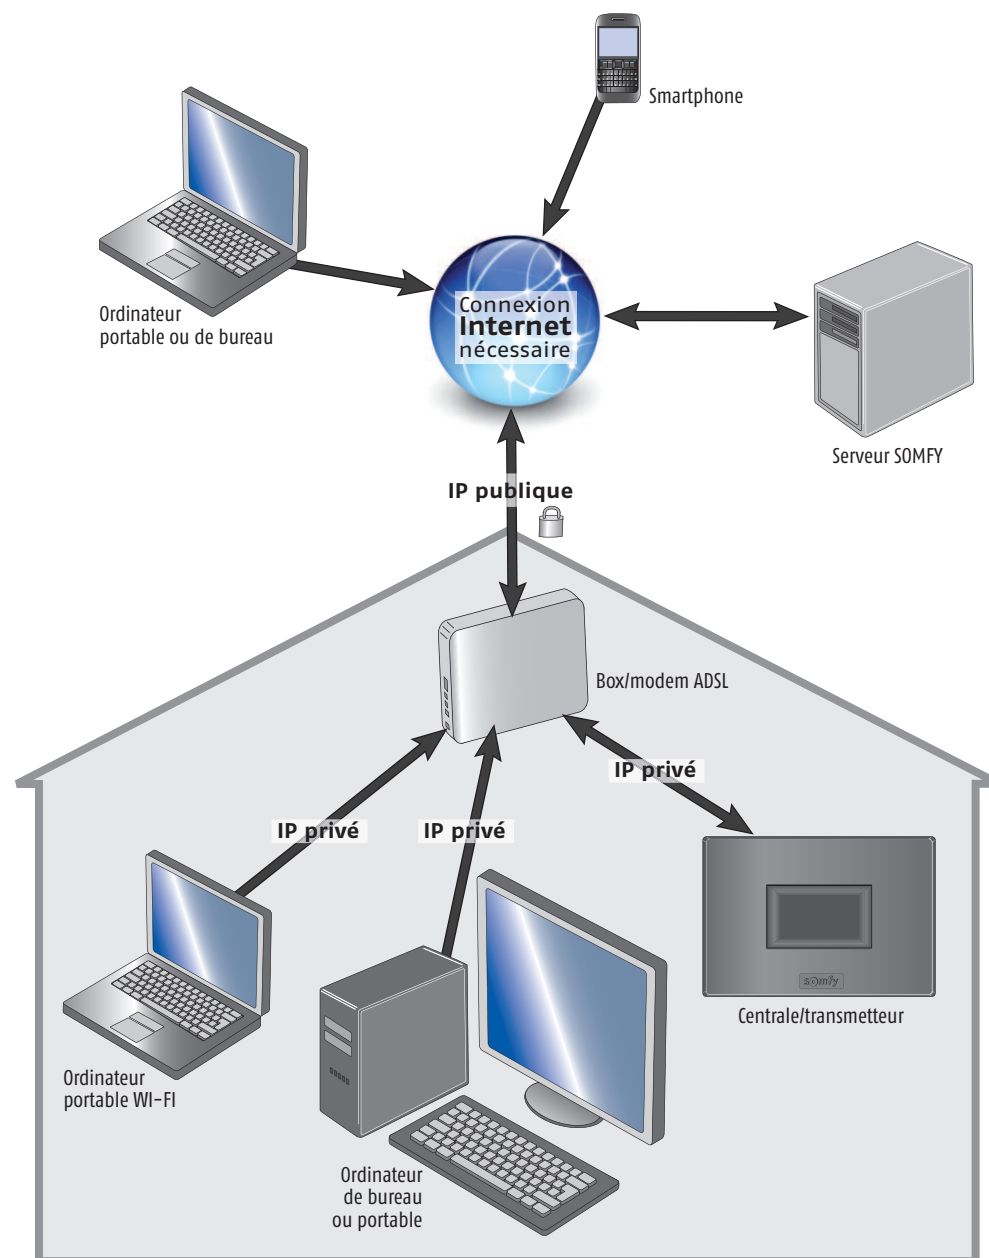 Smartphone
Ordinateur
portable ou de bureau
Connexion
Internet
nécessaire
Serveur SOMFY
IP publique
Box/modem ADSL
IP privé
IP privé
IP privé
somfy
Centrale/transmetteur
Ordinateur
portable WI-FI
Ordinateur
de bureau
ou portable